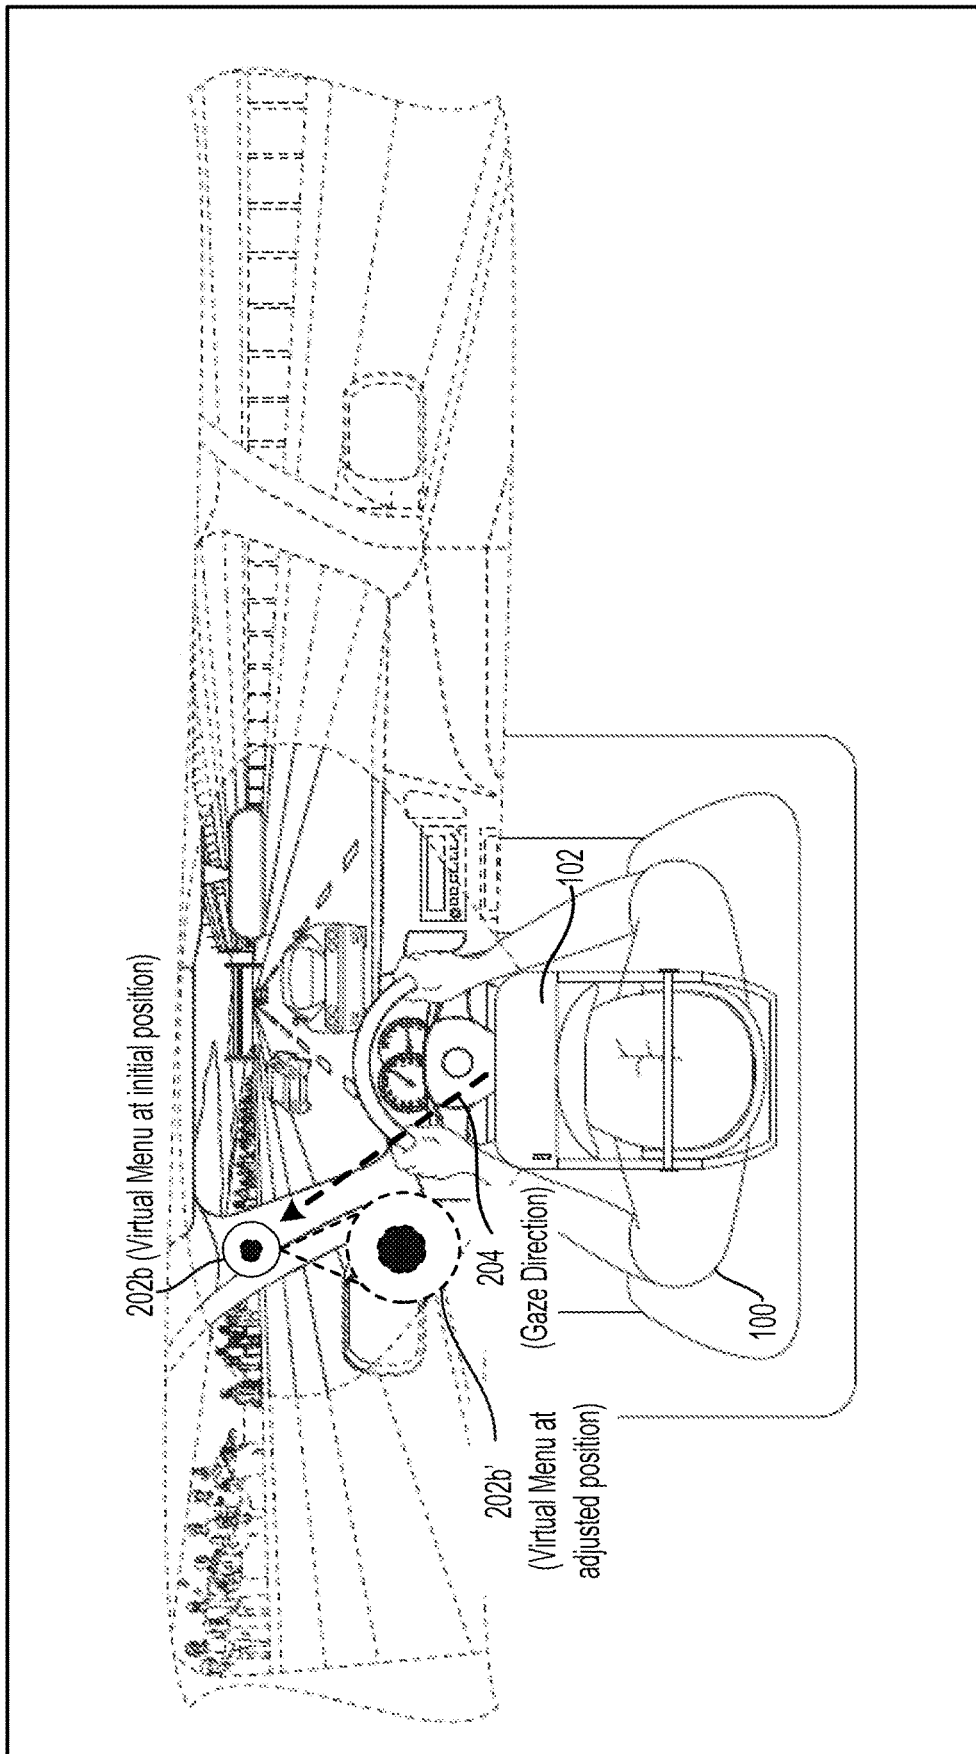 202b (Virtual Menu at initial position)
102
204
(Gaze Direction)
100
202b'
(Virtual Menu at
adjusted position)